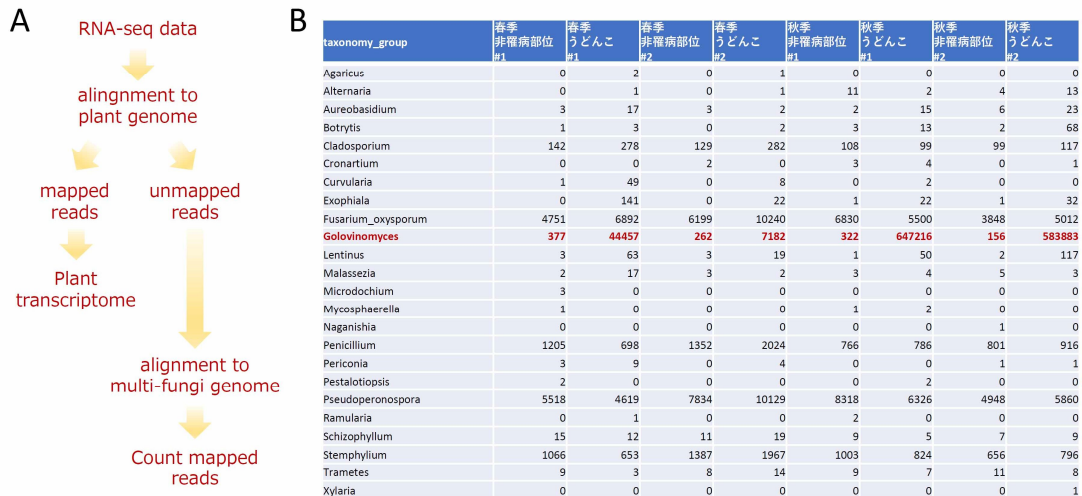 A
RNA-seq data
alingnment to
plant genome
mapped
reads
unmapped
reads
Plant
transcriptome
alignment to
multi-fungi genome
Count mapped
reads
B
taxonomy_group 春季 非罹病部位 #1 春季 うどんこ #1 春季 非罹病部位 #2 春季 うどんこ #2 秋季 非罹病部位 #1 秋季 うどんこ #1 秋季 非罹病部位 #2 秋季 うどんこ #2
Agaricus 0 2 0 1 0 0 0 0
Alternaria 0 1 0 1 11 2 4 13
Aureobasidium 3 17 3 2 2 15 6 23
Botrytis 1 3 0 2 3 13 2 68
Cladosporium 142 278 129 282 108 99 99 117
Cronartium 0 0 2 0 3 4 0 1
Curvularia 1 49 0 8 0 2 0 0
Exophiala 0 141 0 22 1 22 1 32
Fusarium_oxysporum 4751 6892 6199 10240 6830 5500 3848 5012
Golovinomyces 377 44457 262 7182 322 647216 156 583883
Lentinus 3 63 3 19 1 50 2 117
Malassezia 2 17 3 2 3 4 5 3
Microdochium 3 0 0 0 0 0 0 0
Mycosphaerella 1 0 0 0 1 2 0 0
Naganishia 0 0 0 0 0 0 1 0
Penicillium 1205 698 1352 2024 766 786 801 916
Periconia 3 9 0 4 0 0 1 1
Pestalotiopsis 2 0 0 0 0 2 0 0
Pseudoperonospora 5518 4619 7834 10129 8318 6326 4948 5860
Ramularia 0 1 0 0 2 0 0 0
Schizophyllum 15 12 11 19 9 5 7 9
Stemphylium 1066 653 1387 1967 1003 824 656 796
Trametes 9 3 8 14 9 7 11 8
Xylaria 0 0 0 0 0 0 0 1